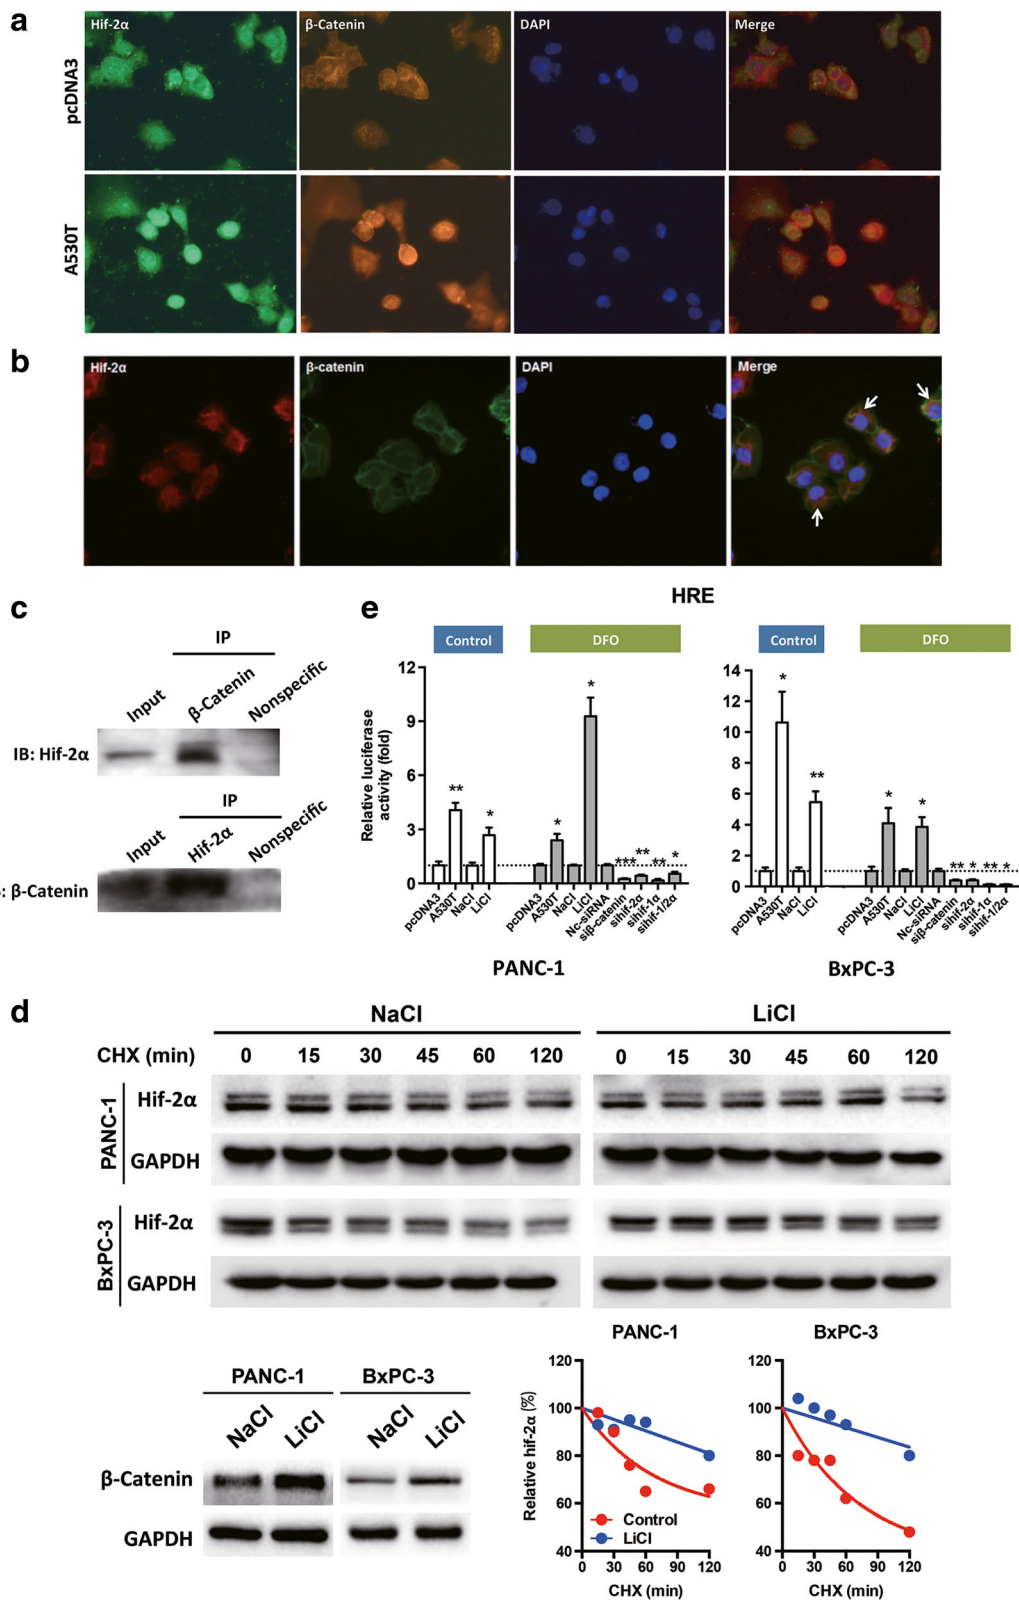 a
Hif-2α
β-Catenin
DAPI
Merge
pcDNA3
A530T
b
Hif-2α
β-catenin
DAPI
Merge
c
IP
Input
β-Catenin
Nonspecific
IB: Hif-2α
IP
Input
Hif-2α
Nonspecific
: β-Catenin
e
HRE
Control
DFO
Relative luciferase
activity (fold)
12
9
6
3
0
**
*
*
*
***
**
**
*
pcDNA3
A530T
NaCl
LiCl
pcDNA3
A530T
NaCl
LiCl
Nc-siRNA
siβ-catenin
sihif-2α
sihif-1α
sihif-1/2α
PANC-1
Control
DFO
14
12
10
8
6
4
2
0
*
**
*
*
**
*
**
*
pcDNA3
A530T
NaCl
LiCl
pcDNA3
A530T
NaCl
LiCl
Nc-siRNA
siβ-catenin
sihif-2α
sihif-1α
sihif-1/2α
BxPC-3
d
NaCl
LiCl
CHX (min)
0 15 30 45 60 120
0 15 30 45 60 120
PANC-1
Hif-2α
GAPDH
BxPC-3
Hif-2α
GAPDH
PANC-1
BxPC-3
NaCl
LiCl
NaCl
LiCl
β-Catenin
GAPDH
PANC-1
Relative hif-2α (%)
120
100
80
60
40
Control
LiCl
0 30 60 90 120
CHX (min)
BxPC-3
120
100
80
60
40
0 30 60 90 120
CHX (min)